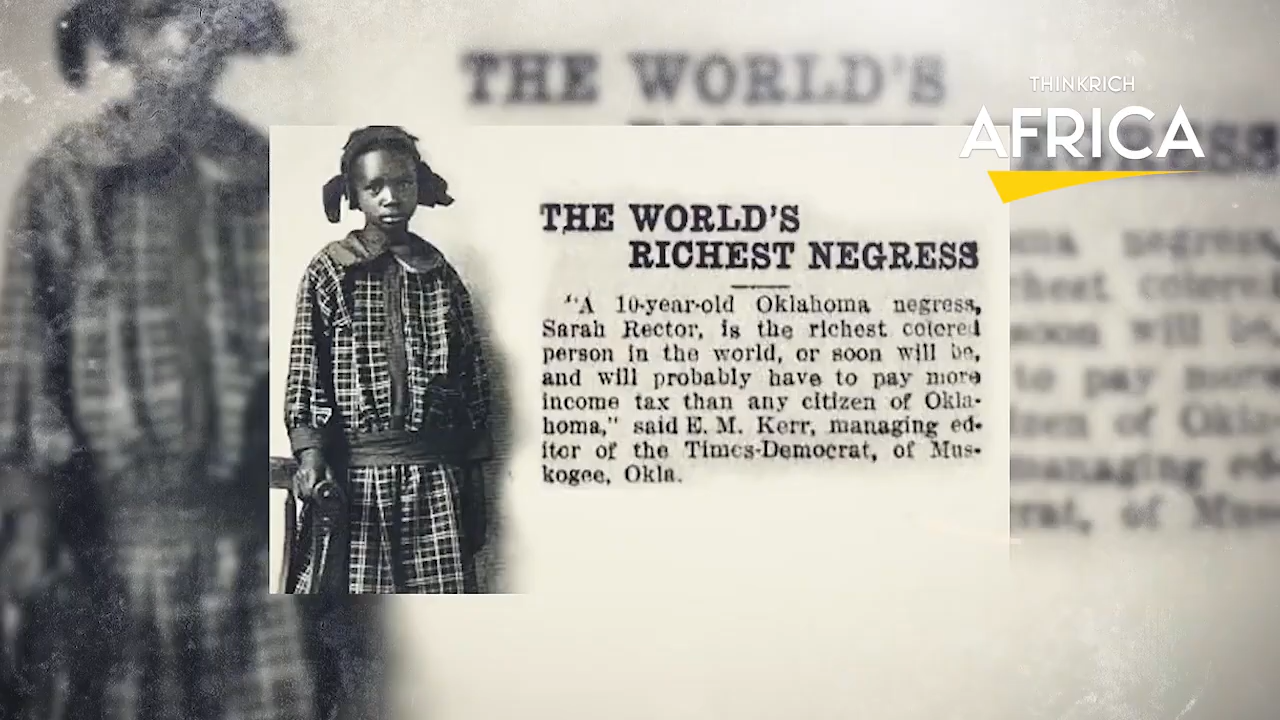 THINKRICH
AFRICA
THE WORLD'S
THE WORLD'S
RICHEST NEGRESS
"A 10-year-old Oklahoma negress,
Sarah Rector, is the richest colored
person in the world, or soon will be,
and will probably have to pay more
income tax than any citizen of Okla-
homa," said E. M. Kerr, managing ed-
itor of the Times-Democrat, of Mus-
kogee, Okla.